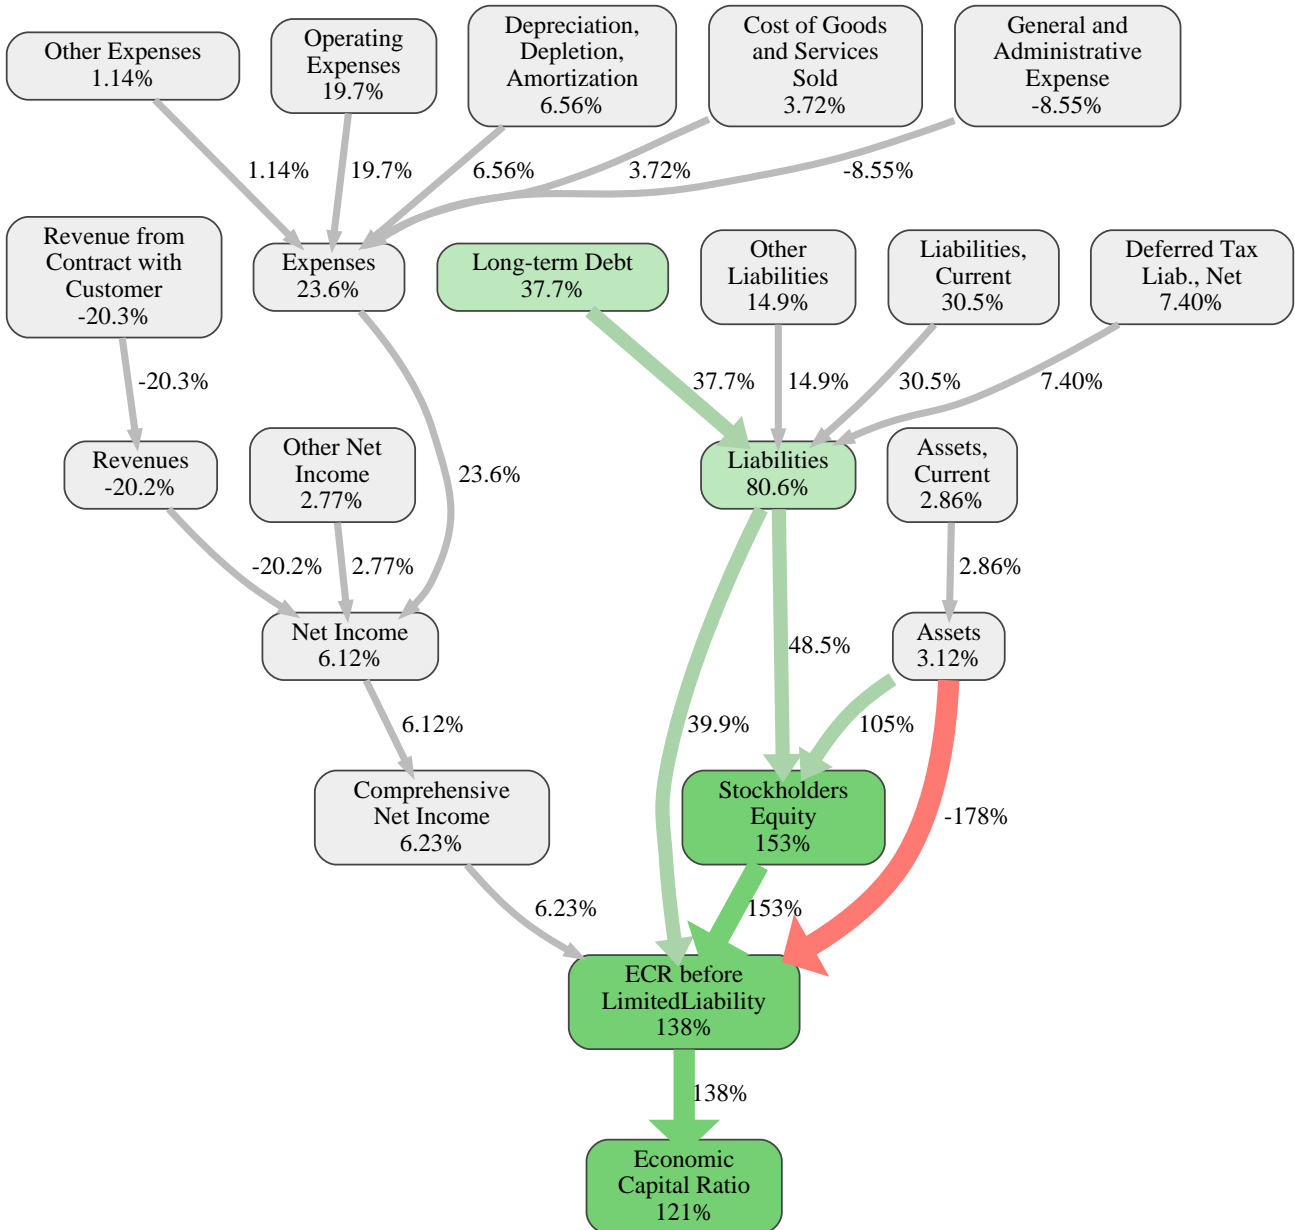 Other Expenses
1.14%
Operating
Expenses
19.7%
Depreciation,
Depletion,
Amortization
6.56%
Cost of Goods
and Services
Sold
3.72%
General and
Administrative
Expense
-8.55%
1.14%
19.7%
6.56%
3.72%
-8.55%
Revenue from
Contract with
Customer
-20.3%
Expenses
23.6%
Long-term Debt
37.7%
Other
Liabilities
14.9%
Liabilities,
Current
30.5%
Deferred Tax
Liab., Net
7.40%
-20.3%
37.7%
14.9%
30.5%
7.40%
Revenues
-20.2%
Other Net
Income
2.77%
23.6%
Liabilities
80.6%
Assets,
Current
2.86%
-20.2%
2.77%
2.86%
Net Income
6.12%
48.5%
Assets
3.12%
6.12%
39.9%
105%
Comprehensive
Net Income
6.23%
Stockholders
Equity
153%
-178%
6.23%
153%
ECR before
LimitedLiability
138%
138%
Economic
Capital Ratio
121%